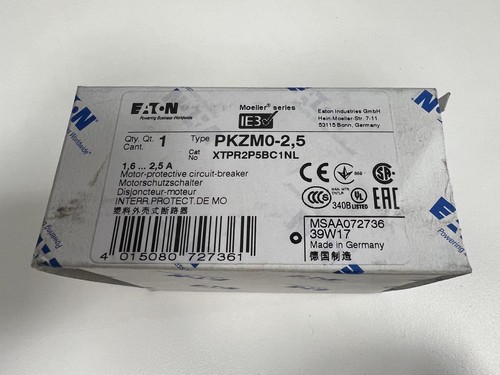 EATON
Powering Business Worldwide
Moeller® series
IE3
Eaton Industries GmbH
Hein-Moeller-Str. 7-11
53115 Bonn, Germany
Qty. Qt. 1
Cant.
Type PKZM0-2,5
Cat No XTPR2P5BC1NL
1,6 ... 2,5 A
Motor-protective circuit-breaker
Motorschutzschalter
Disjoncteur-moteur
INTERR.PROTECT.DE MO
塑料外壳式断路器
CE
EAC
CCC
340B
UL
LISTED
MSAA072736
39W17
Made in Germany
德国制造
4 015080 727361